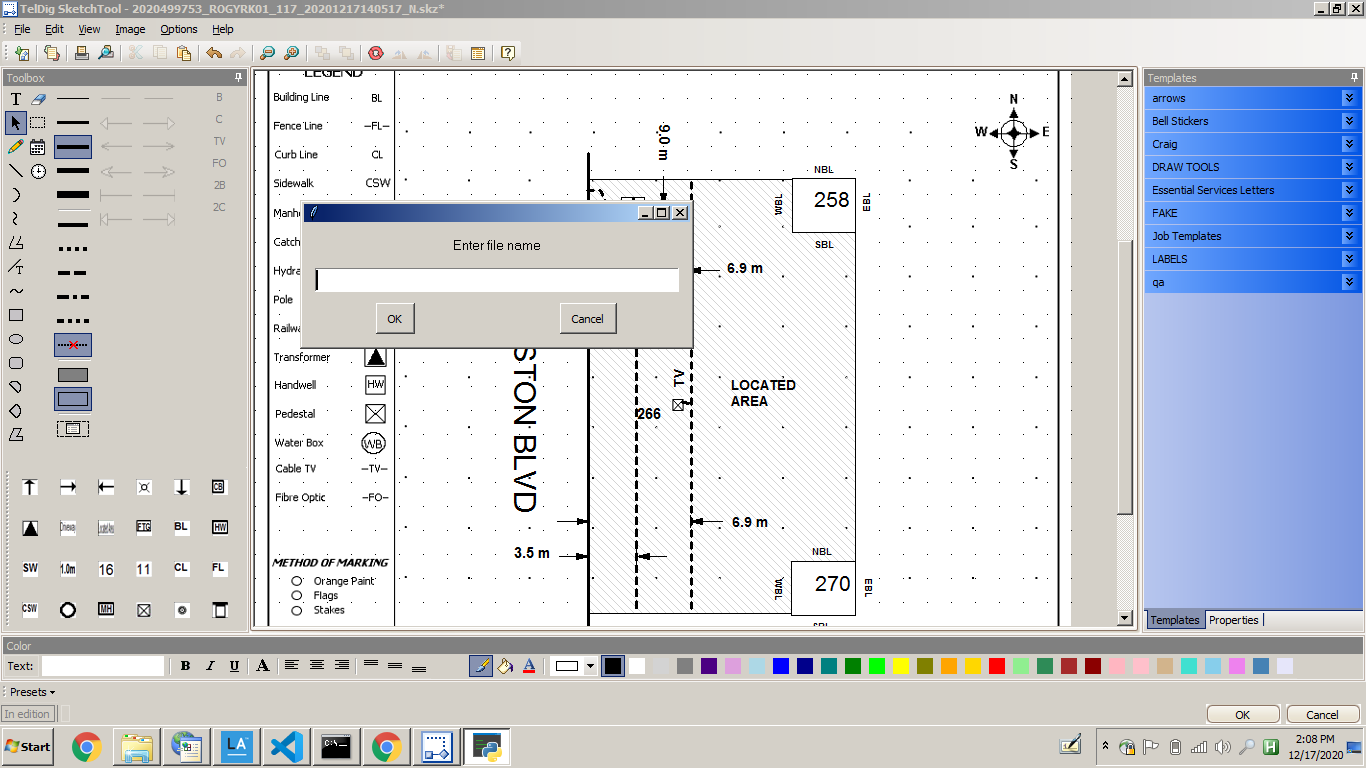 TelDig SketchTool - 2020499753_ROGYRK01_117_20201217140517_N.skz*
File Edit View Image Options Help
Toolbox
T
B
C
TV
FO
2B
2C
CB
FTG BL HW
SW 1.0m 16 11 CL FL
CSW MH
LEGEND
Building Line BL
Fence Line –FL–
Curb Line CL
Sidewalk CSW
Manh
Catch
Hydra
Pole
Railwa
Transformer
Handwell HW
Pedestal
Water Box WB
Cable TV –TV–
Fibre Optic –FO–
METHOD OF MARKING
Orange Paint
Flags
Stakes
Enter file name
OK Cancel
9.0 m
N
W E
S
NBL
WBL 258 EBL
SBL
6.9 m
STON BLVD
TV
266
LOCATED
AREA
6.9 m
3.5 m
NBL
WBL 270 EBL
SBL
Templates
arrows
Bell Stickers
Craig
DRAW TOOLS
Essential Services Letters
FAKE
Job Templates
LABELS
qa
Templates Properties
Color
Text: B I U A A
Presets
In edition
OK Cancel
Start
LA
C:\
H
2:08 PM
12/17/2020